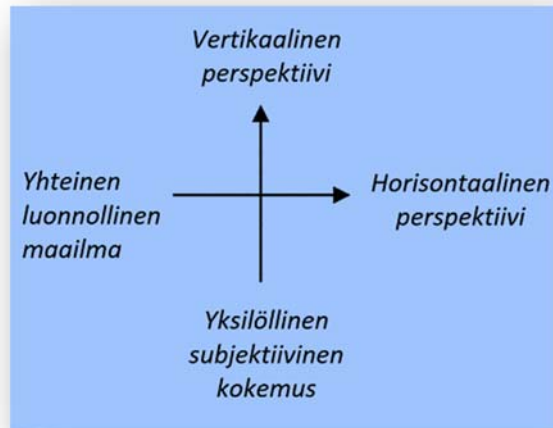 Vertikaalinen
perspektiivi
Yhteinen
luonnollinen
maailma
Horisontaalinen
perspektiivi
Yksilöllinen
subjektiivinen
kokemus